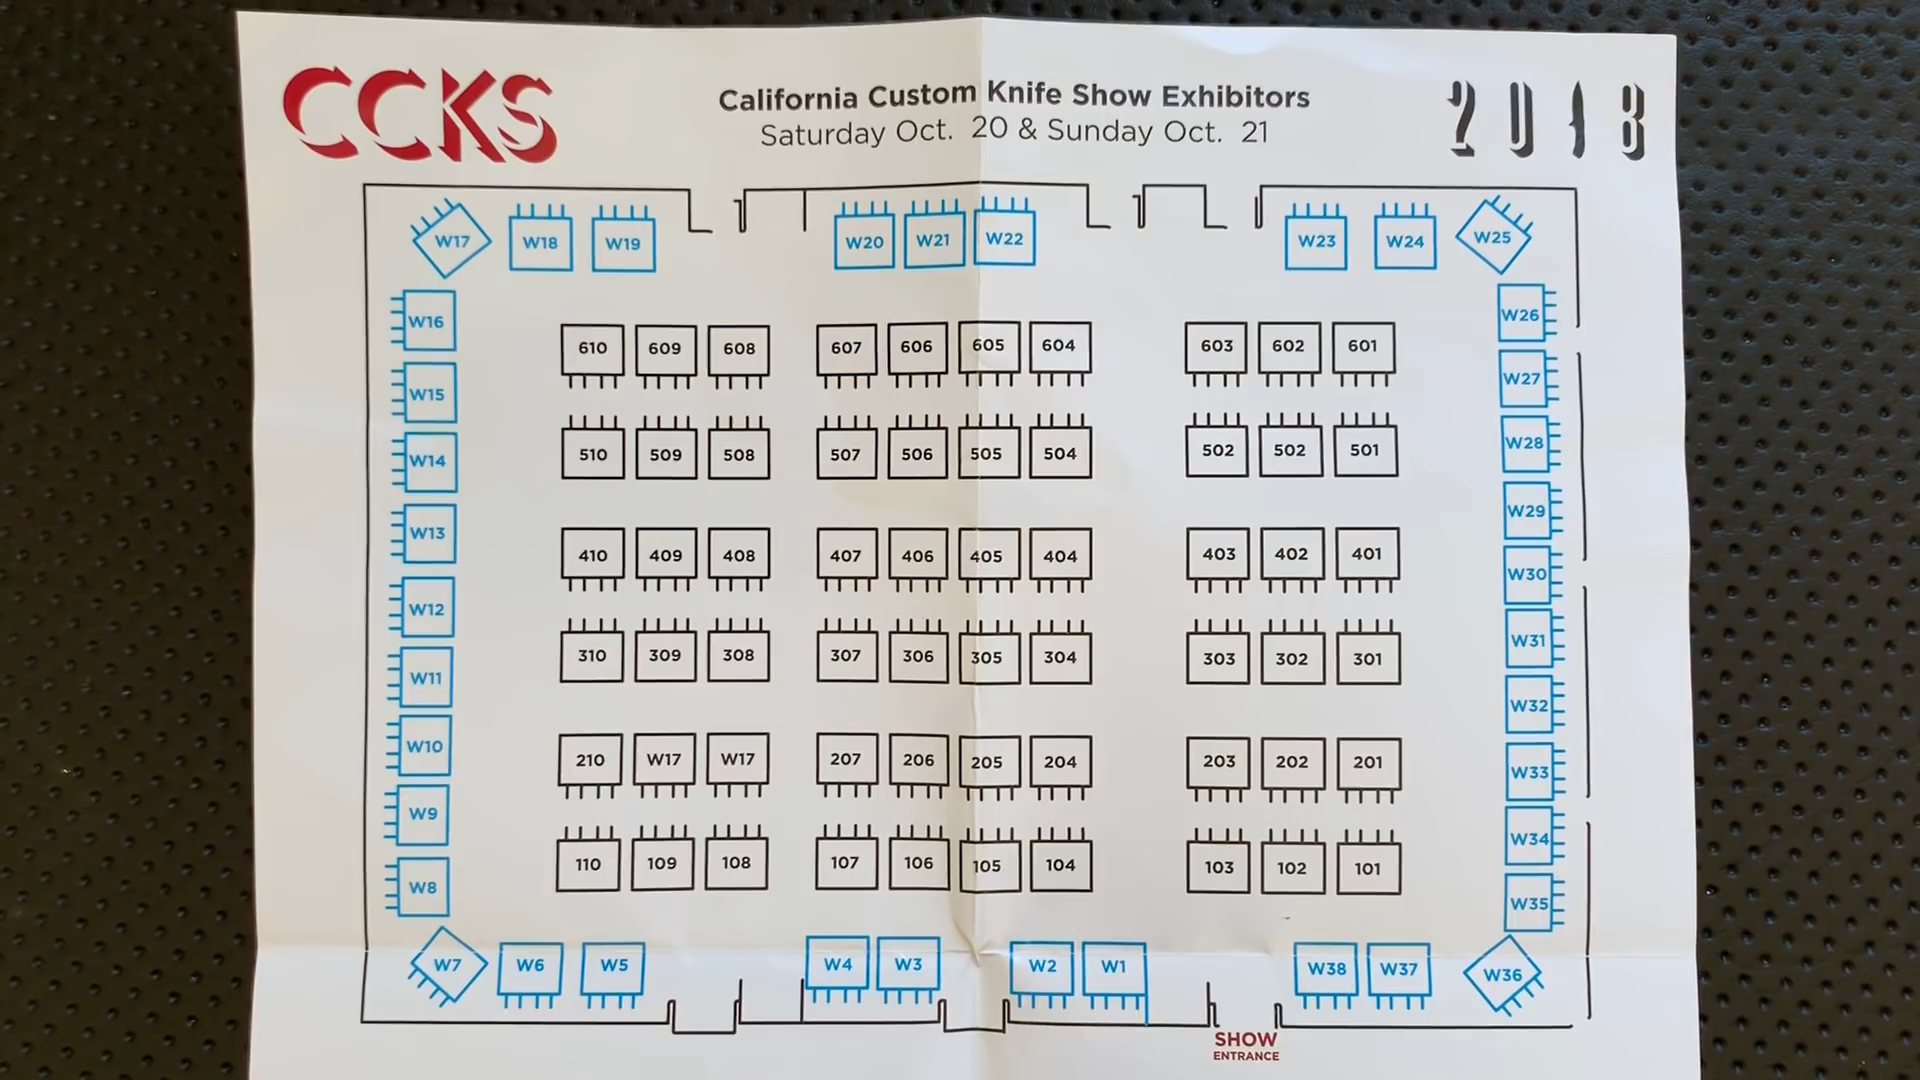 CCKS
California Custom Knife Show Exhibitors
Saturday Oct. 20 & Sunday Oct. 21
2018
W17 W18 W19 W20 W21 W22 W23 W24 W25
W16 W26
610 609 608 607 606 605 604 603 602 601
W15 W27
510 509 508 507 506 505 504 502 502 501
W14 W28
W13 W29
410 409 408 407 406 405 404 403 402 401
W12 W30
310 309 308 307 306 305 304 303 302 301
W11 W31
W10 W32
210 W17 W17 207 206 205 204 203 202 201
W9 W33
110 109 108 107 106 105 104 103 102 101
W34
W8 W35
W7 W6 W5 W4 W3 W2 W1 W38 W37 W36
SHOW
ENTRANCE